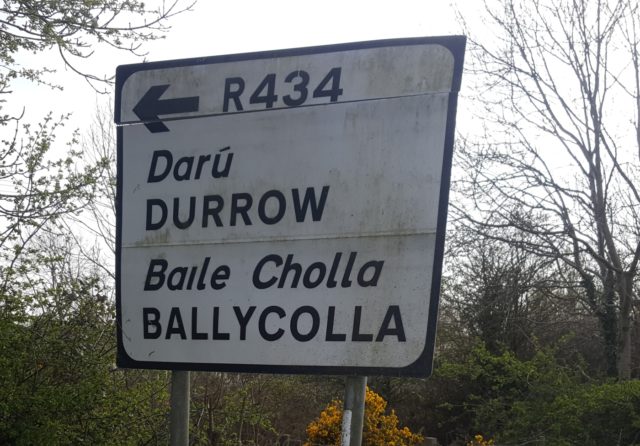 R434
Darú
DURROW
Baile Cholla
BALLYCOLLA